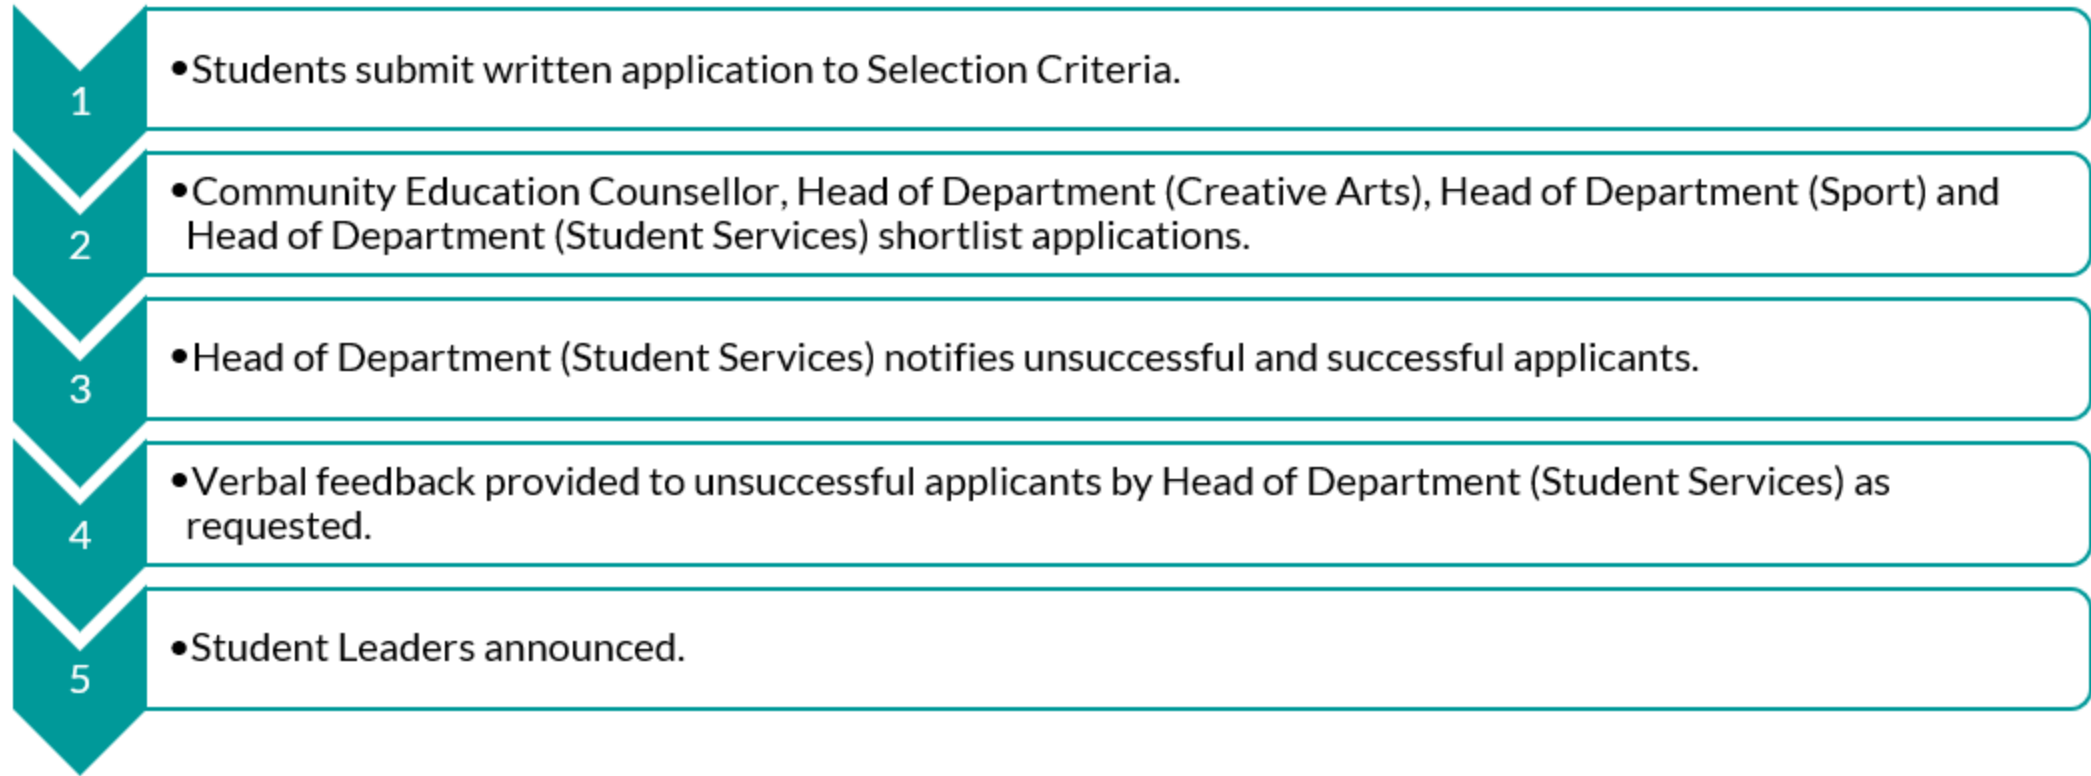 1
•Students submit written application to Selection Criteria.
2
•Community Education Counsellor, Head of Department (Creative Arts), Head of Department (Sport) and
Head of Department (Student Services) shortlist applications.
3
•Head of Department (Student Services) notifies unsuccessful and successful applicants.
4
•Verbal feedback provided to unsuccessful applicants by Head of Department (Student Services) as
requested.
5
•Student Leaders announced.